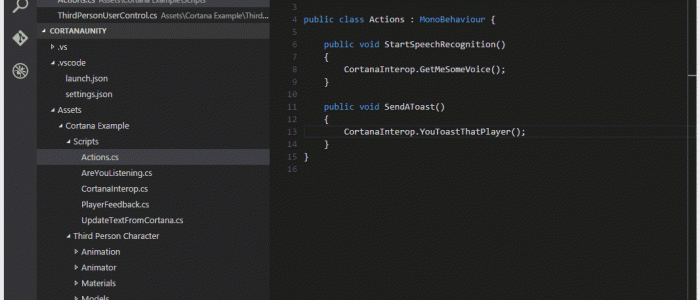 Actions.cs Assets\Cortana Example\Scripts
ThirdPersonUserControl.cs Assets\Cortana Example\Third...
CORTANAUNITY
.vs
.vscode
launch.json
settings.json
Assets
Cortana Example
Scripts
Actions.cs
AreYouListening.cs
CortanaInterop.cs
PlayerFeedback.cs
UpdateTextFromCortana.cs
Third Person Character
Animation
Animator
Materials
Models
3
4 public class Actions : MonoBehaviour {
5
6 public void StartSpeechRecognition()
7 {
8 CortanaInterop.GetMeSomeVoice();
9 }
10
11 public void SendAToast()
12 {
13 CortanaInterop.YouToastThatPlayer();
14 }
15 }
16